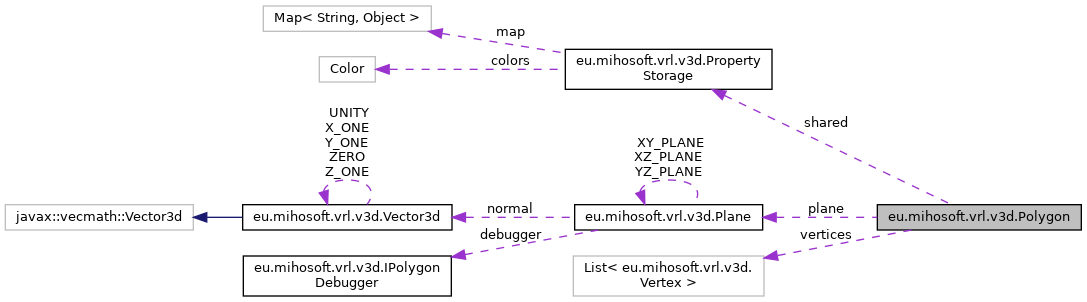 Map< String, Object >
map
eu.mihosoft.vrl.v3d.Property
Storage
colors
Color
shared
UNITY
X_ONE
Y_ONE
ZERO
Z_ONE
XY_PLANE
XZ_PLANE
YZ_PLANE
javax::vecmath::Vector3d
eu.mihosoft.vrl.v3d.Vector3d
normal
eu.mihosoft.vrl.v3d.Plane
plane
eu.mihosoft.vrl.v3d.Polygon
debugger
vertices
eu.mihosoft.vrl.v3d.IPolygon
Debugger
List< eu.mihosoft.vrl.v3d.
Vertex >